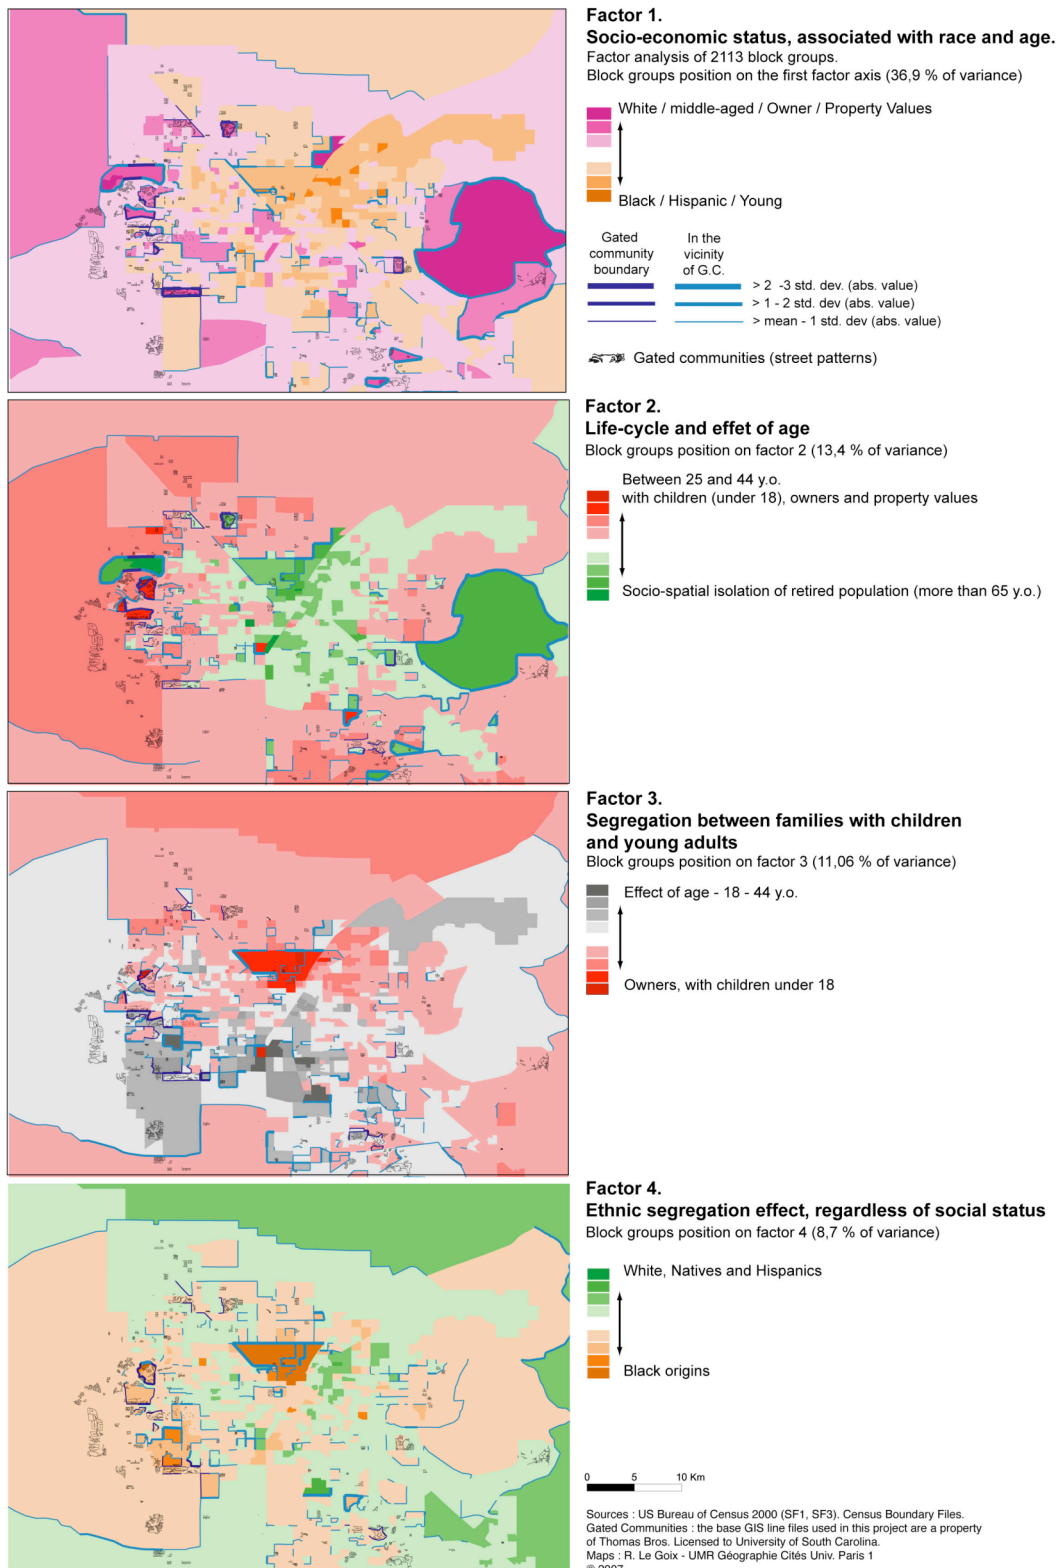 Factor 1.
Socio-economic status, associated with race and age.
Factor analysis of 2113 block groups.
Block groups position on the first factor axis (36,9 % of variance)
White / middle-aged / Owner / Property Values
Black / Hispanic / Young
Gated community boundary
In the vicinity of G.C.
> 2 -3 std. dev. (abs. value)
> 1 - 2 std. dev (abs. value)
> mean - 1 std. dev (abs. value)
Gated communities (street patterns)
Factor 2.
Life-cycle and effet of age
Block groups position on factor 2 (13,4 % of variance)
Between 25 and 44 y.o.
with children (under 18), owners and property values
Socio-spatial isolation of retired population (more than 65 y.o.)
Factor 3.
Segregation between families with children
and young adults
Block groups position on factor 3 (11,06 % of variance)
Effect of age - 18 - 44 y.o.
Owners, with children under 18
Factor 4.
Ethnic segregation effect, regardless of social status
Block groups position on factor 4 (8,7 % of variance)
White, Natives and Hispanics
Black origins
0 5 10 Km
Sources : US Bureau of Census 2000 (SF1, SF3). Census Boundary Files.
Gated Communities : the base GIS line files used in this project are a property
of Thomas Bros. Licensed to University of South Carolina.
Maps : R. Le Goix - UMR Géographie Cités Univ. Paris 1
© 2007